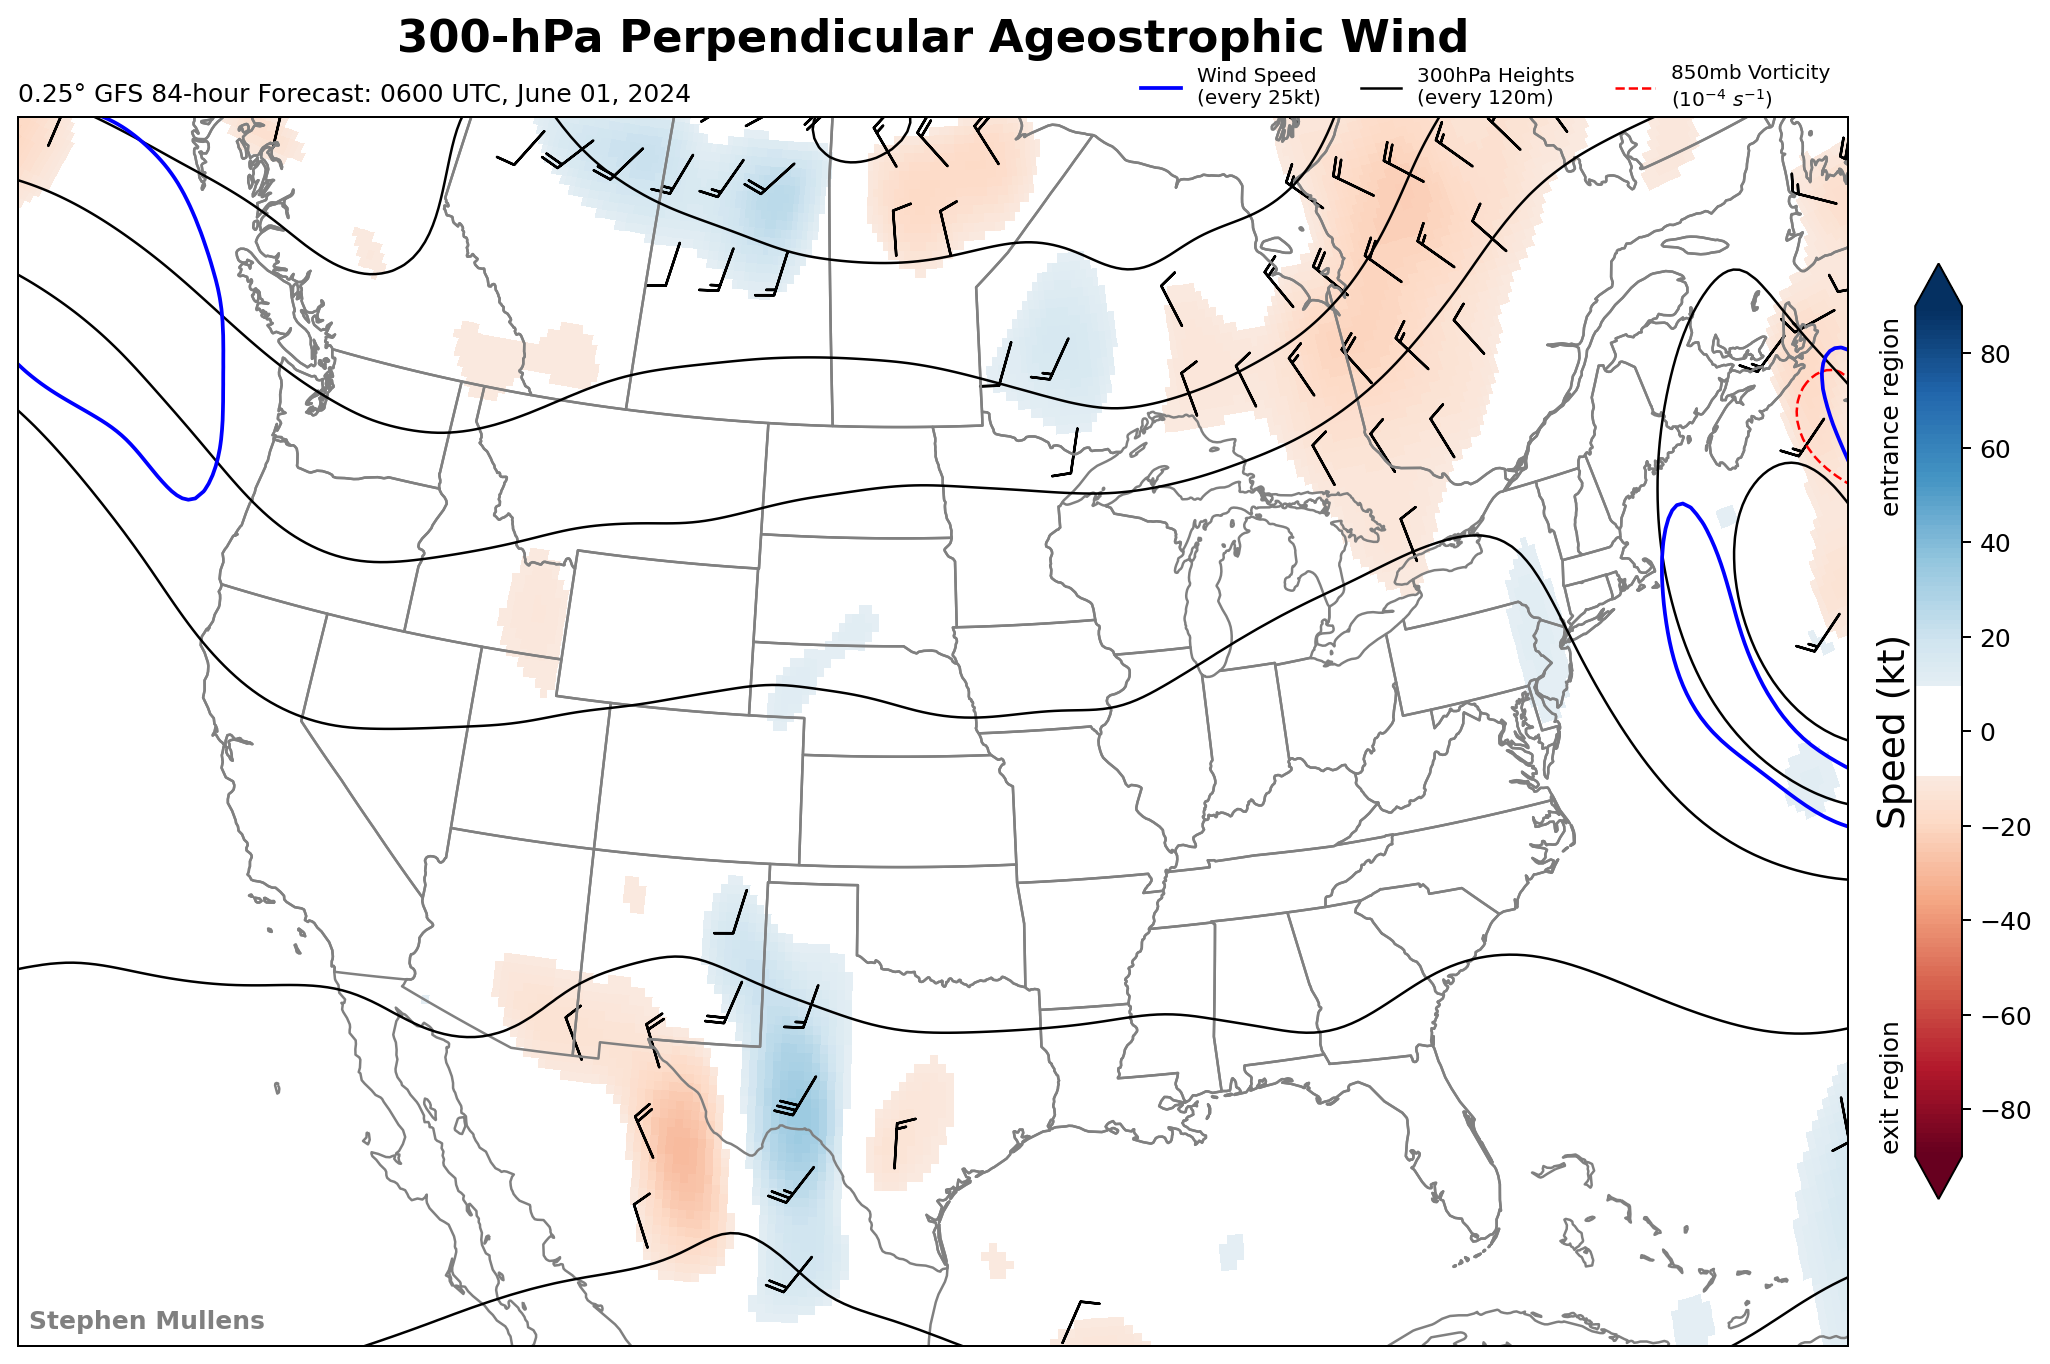 300-hPa Perpendicular Ageostrophic Wind
0.25° GFS 84-hour Forecast: 0600 UTC, June 01, 2024
Wind Speed
(every 25kt)
300hPa Heights
(every 120m)
850mb Vorticity
(10⁻⁴ s⁻¹)
entrance region
Speed (kt)
exit region
80
60
40
20
0
−20
−40
−60
−80
Stephen Mullens